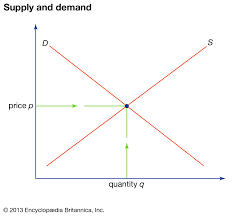 Supply and demand
D
S
price p
quantity q
© 2013 Encyclopædia Britannica, Inc.